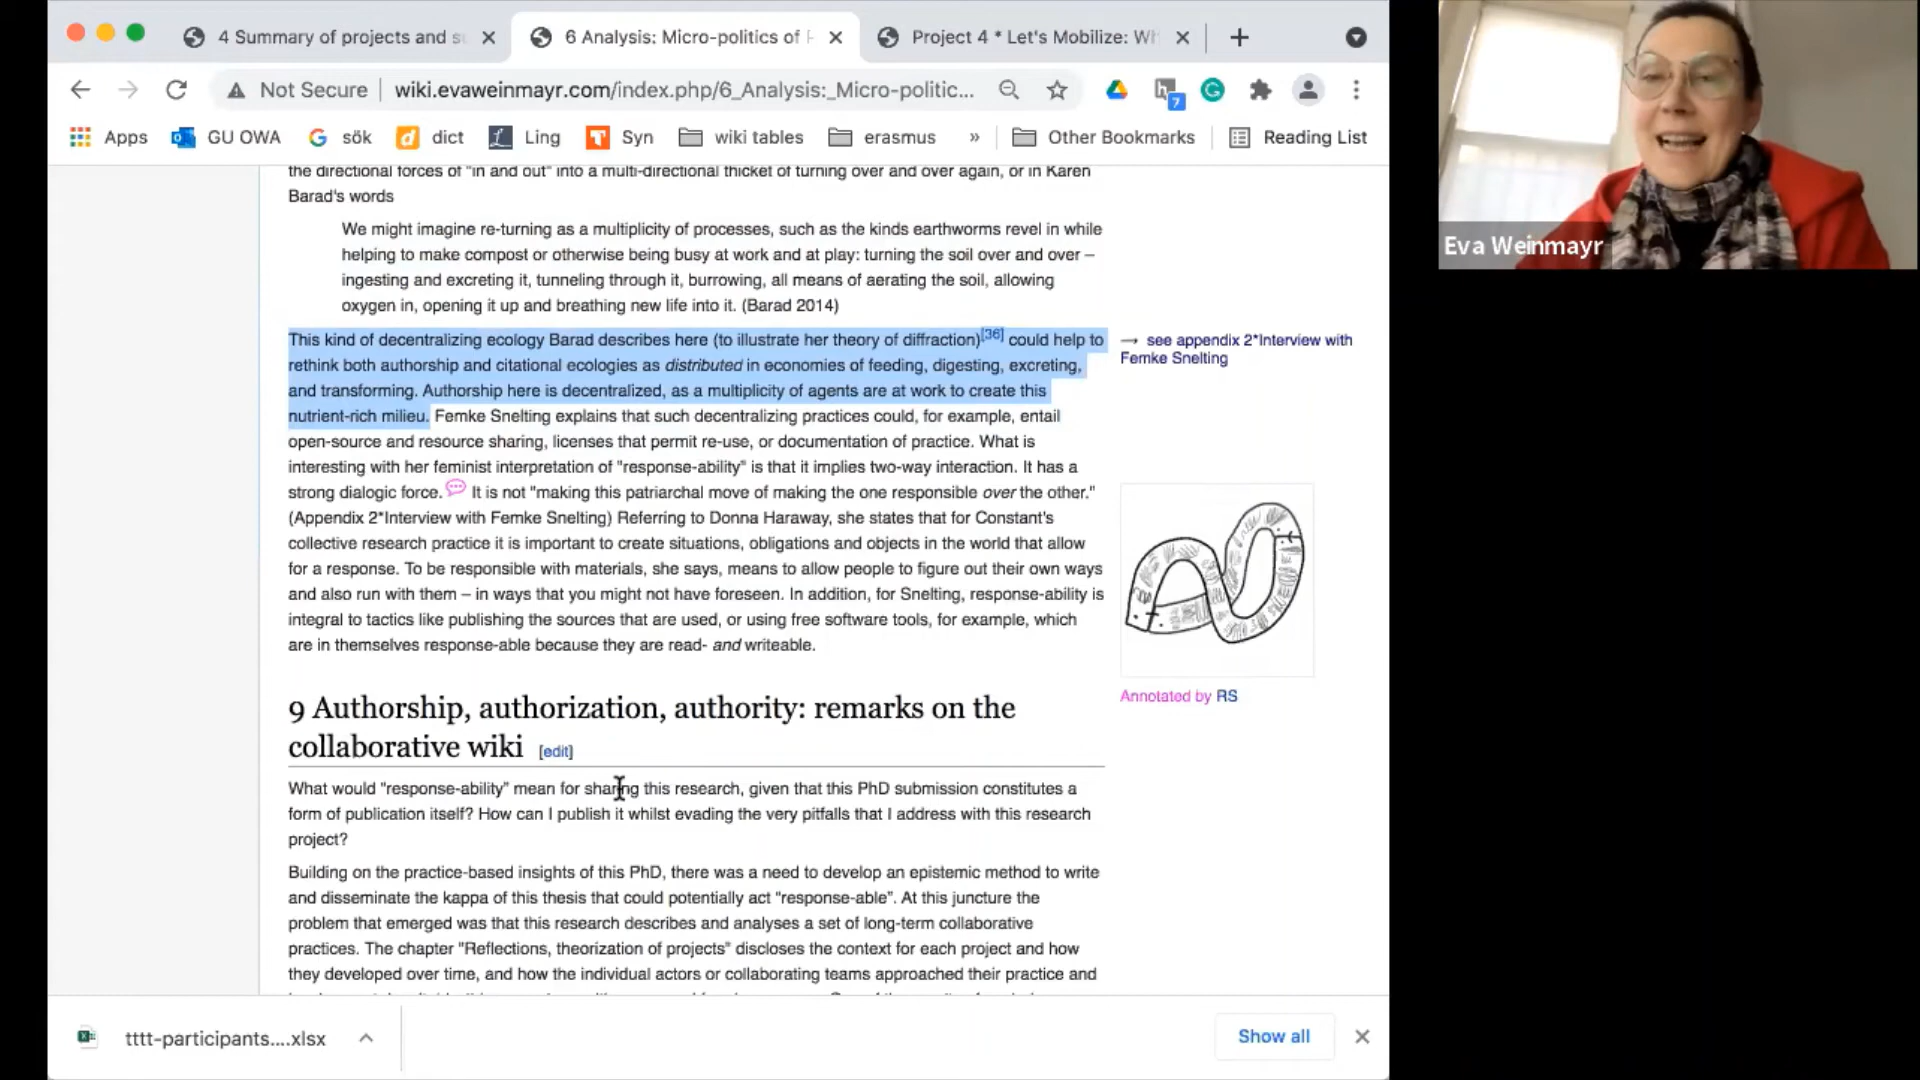 4 Summary of projects and su
6 Analysis: Micro-politics of P
Project 4 * Let's Mobilize: Wh
Not Secure
wiki.evaweinmayr.com/index.php/6_Analysis:_Micro-politic...
7
Apps
GU OWA
sök
dict
Ling
Syn
wiki tables
erasmus
»
Other Bookmarks
Reading List
Eva Weinmayr
the directional forces of "in and out" into a multi-directional thicket of turning over and over again, or in Karen
Barad's words
We might imagine re-turning as a multiplicity of processes, such as the kinds earthworms revel in while
helping to make compost or otherwise being busy at work and at play: turning the soil over and over –
ingesting and excreting it, tunneling through it, burrowing, all means of aerating the soil, allowing
oxygen in, opening it up and breathing new life into it. (Barad 2014)
This kind of decentralizing ecology Barad describes here (to illustrate her theory of diffraction)[36] could help to
rethink both authorship and citational ecologies as distributed in economies of feeding, digesting, excreting,
and transforming. Authorship here is decentralized, as a multiplicity of agents are at work to create this
nutrient-rich milieu. Femke Snelting explains that such decentralizing practices could, for example, entail
open-source and resource sharing, licenses that permit re-use, or documentation of practice. What is
interesting with her feminist interpretation of "response-ability" is that it implies two-way interaction. It has a
strong dialogic force. It is not "making this patriarchal move of making the one responsible over the other."
(Appendix 2*Interview with Femke Snelting) Referring to Donna Haraway, she states that for Constant's
collective research practice it is important to create situations, obligations and objects in the world that allow
for a response. To be responsible with materials, she says, means to allow people to figure out their own ways
and also run with them – in ways that you might not have foreseen. In addition, for Snelting, response-ability is
integral to tactics like publishing the sources that are used, or using free software tools, for example, which
are in themselves response-able because they are read- and writeable.
→ see appendix 2*Interview with
Femke Snelting
Annotated by RS
9 Authorship, authorization, authority: remarks on the
collaborative wiki [edit]
What would "response-ability" mean for sharing this research, given that this PhD submission constitutes a
form of publication itself? How can I publish it whilst evading the very pitfalls that I address with this research
project?
Building on the practice-based insights of this PhD, there was a need to develop an epistemic method to write
and disseminate the kappa of this thesis that could potentially act "response-able". At this juncture the
problem that emerged was that this research describes and analyses a set of long-term collaborative
practices. The chapter "Reflections, theorization of projects" discloses the context for each project and how
they developed over time, and how the individual actors or collaborating teams approached their practice and
tttt-participants....xlsx
Show all